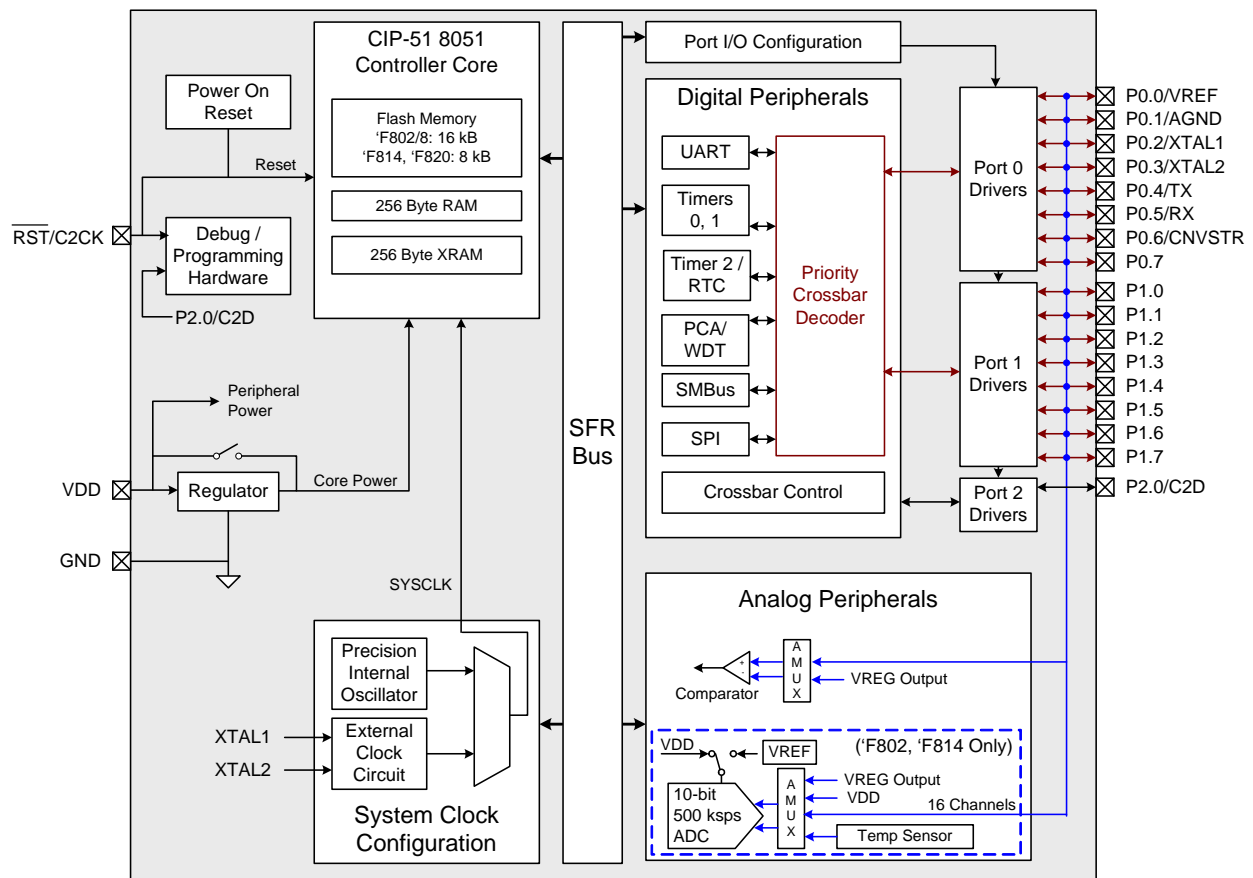 CIP-51 8051
Controller Core
Flash Memory
‘F802/8: 16 kB
‘F814, ‘F820: 8 kB
256 Byte RAM
256 Byte XRAM
Power On
Reset
Reset
RST/C2CK
Debug /
Programming
Hardware
P2.0/C2D
Peripheral
Power
VDD
Regulator
Core Power
GND
SYSCLK
Precision
Internal
Oscillator
XTAL1
XTAL2
External
Clock
Circuit
System Clock
Configuration
SFR
Bus
Port I/O Configuration
Digital Peripherals
UART
Timers
0, 1
Timer 2 /
RTC
PCA/
WDT
SMBus
SPI
Priority
Crossbar
Decoder
Crossbar Control
Port 0
Drivers
Port 1
Drivers
Port 2
Drivers
P0.0/VREF
P0.1/AGND
P0.2/XTAL1
P0.3/XTAL2
P0.4/TX
P0.5/RX
P0.6/CNVSTR
P0.7
P1.0
P1.1
P1.2
P1.3
P1.4
P1.5
P1.6
P1.7
P2.0/C2D
Analog Peripherals
Comparator
+
-
A
M
U
X
VREG Output
(‘F802, ‘F814 Only)
VDD
VREF
10-bit
500 ksps
ADC
A
M
U
X
VREG Output
VDD
16 Channels
Temp Sensor